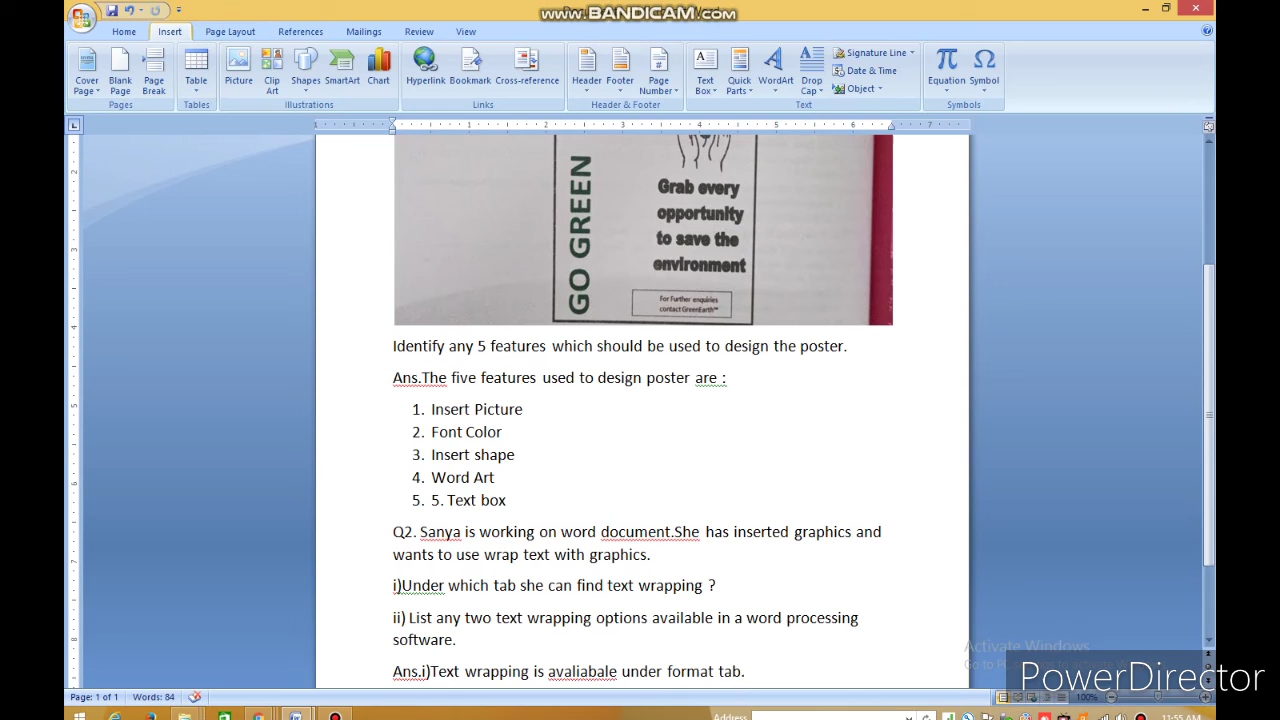 www.BANDICAM.com
Home Insert Page Layout References Mailings Review View
Cover Page Blank Page Page Break Table Picture Clip Art Shapes SmartArt Chart Hyperlink Bookmark Cross-reference Header Footer Page Number Text Box Quick Parts WordArt Drop Cap Signature Line Date & Time Object Equation Symbol
Pages Tables Illustrations Links Header & Footer Text Symbols
GO GREEN
Grab every
opportunity
to save the
environment
For Further enquiries
contact GreenEarth™
Identify any 5 features which should be used to design the poster.
Ans.The five features used to design poster are :
1. Insert Picture
2. Font Color
3. Insert shape
4. Word Art
5. 5. Text box
Q2. Sanya is working on word document.She has inserted graphics and
wants to use wrap text with graphics.
i)Under which tab she can find text wrapping ?
ii) List any two text wrapping options available in a word processing
software.
Ans.i)Text wrapping is avaliabale under format tab.
Activate Windows
PowerDirector
Page: 1 of 1 Words: 84 100%
Address 11:55 AM